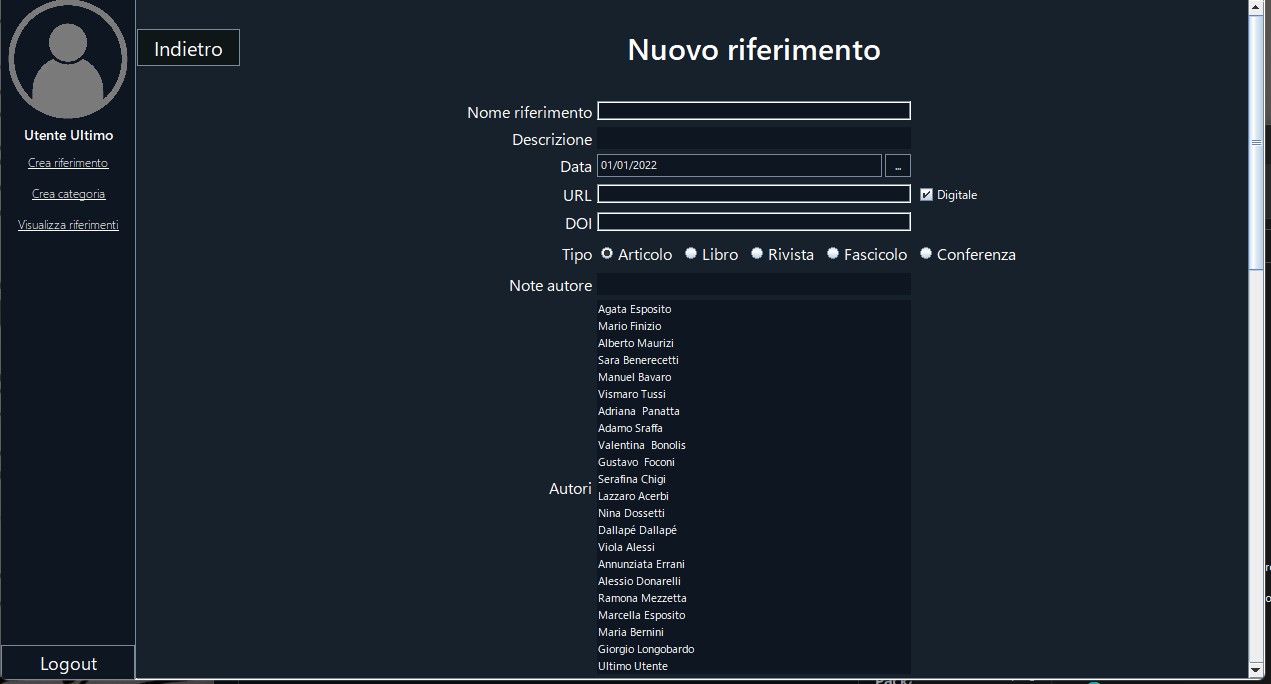 Indietro
Nuovo riferimento
Utente Ultimo
Crea riferimento
Crea categoria
Visualizza riferimenti
Logout
Nome riferimento
Descrizione
Data 01/01/2022 ...
URL Digitale
DOI
Tipo Articolo Libro Rivista Fascicolo Conferenza
Note autore
Autori
Agata Esposito
Mario Finizio
Alberto Maurizi
Sara Benerecetti
Manuel Bavaro
Vismaro Tussi
Adriana  Panatta
Adamo Sraffa
Valentina  Bonolis
Gustavo  Foconi
Serafina Chigi
Lazzaro Acerbi
Nina Dossetti
Dallapé Dallapé
Viola Alessi
Annunziata Errani
Alessio Donarelli
Ramona Mezzetta
Marcella Esposito
Maria Bernini
Giorgio Longobardo
Ultimo Utente